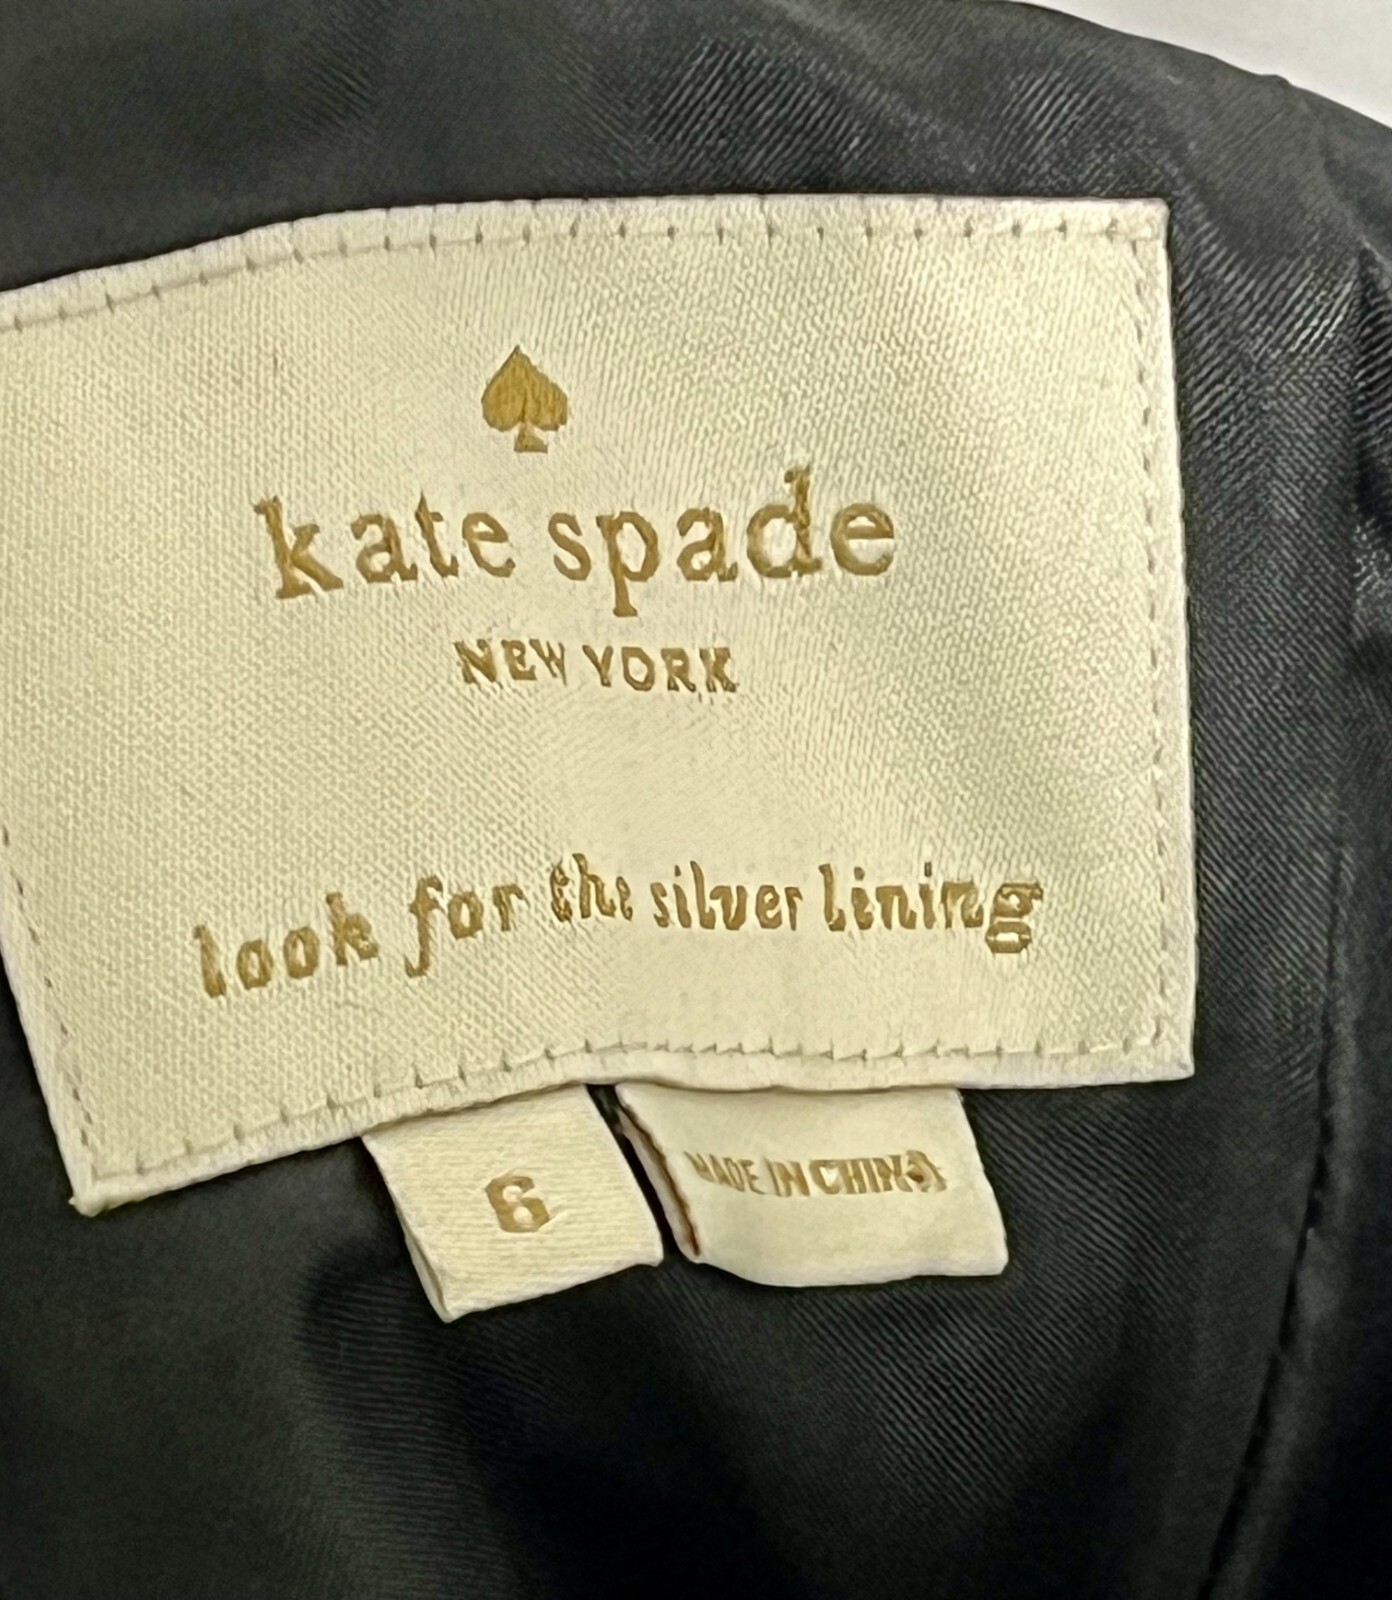 kate spade
NEW YORK
look for the silver lining
6
MADE IN CHINA